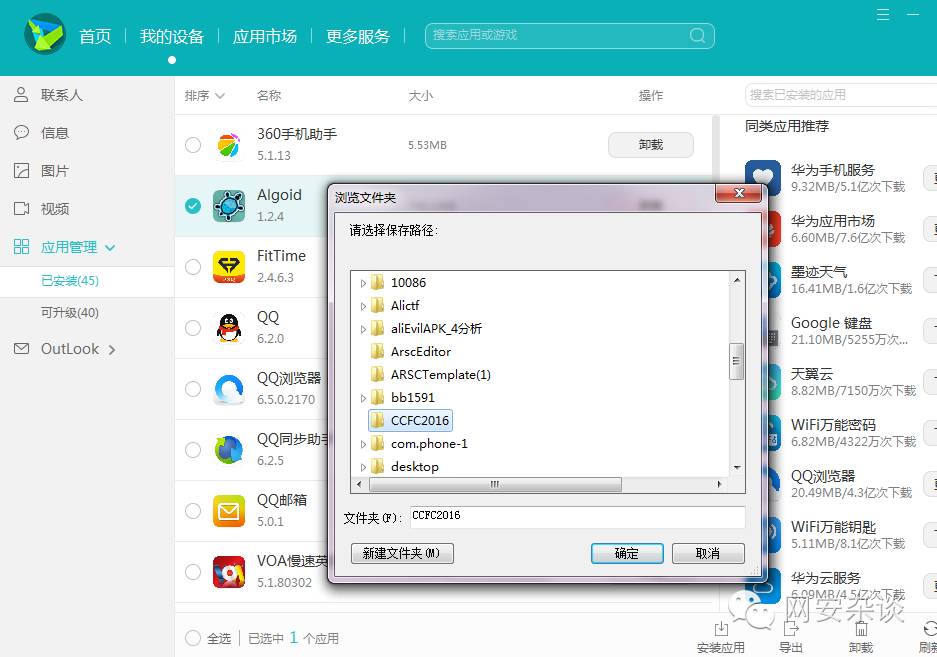 首页 我的设备 应用市场 更多服务 搜索应用或游戏
联系人
信息
图片
视频
应用管理
已安装(45)
可升级(40)
OutLook
排序 名称 大小 操作
360手机助手
5.1.13
5.53MB
卸载
Algoid
1.2.4
FitTime
2.4.6.3
QQ
6.2.0
QQ浏览器
6.5.0.2170
QQ同步助手
6.2.5
QQ邮箱
5.0.1
VOA慢速英
5.1.80302
全选 已选中 1 个应用
浏览文件夹
请选择保存路径:
10086
Alictf
aliEvilAPK_4分析
ArscEditor
ARSCTemplate(1)
bb1591
CCFC2016
com.phone-1
desktop
文件夹(F): CCFC2016
新建文件夹(M) 确定 取消
搜索已安装的应用
同类应用推荐
华为手机服务
9.32MB/5.1亿次下载
华为应用市场
6.60MB/7.6亿次下载
墨迹天气
16.41MB/1.6亿次下载
Google 键盘
21.10MB/5255万次...
天翼云
8.82MB/7150万次下载
WiFi万能密码
6.82MB/4322万次下载
QQ浏览器
20.49MB/4.3亿次下载
WiFi万能钥匙
5.11MB/8.1亿次下载
华为云服务
6.09MB/4.5亿次下载
网安杂谈
安装应用 导出 卸载 刷新